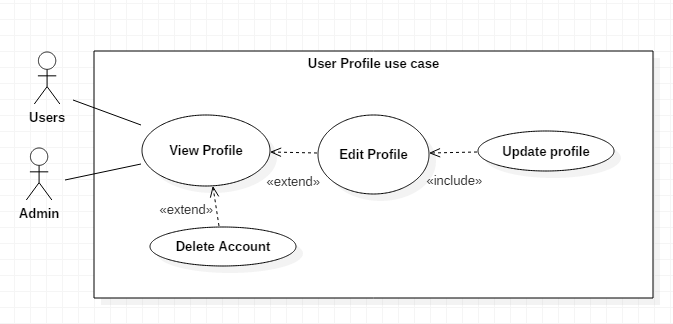 User Profile use case
Users
View Profile
Edit Profile
Update profile
«extend»
«include»
Admin
«extend»
Delete Account